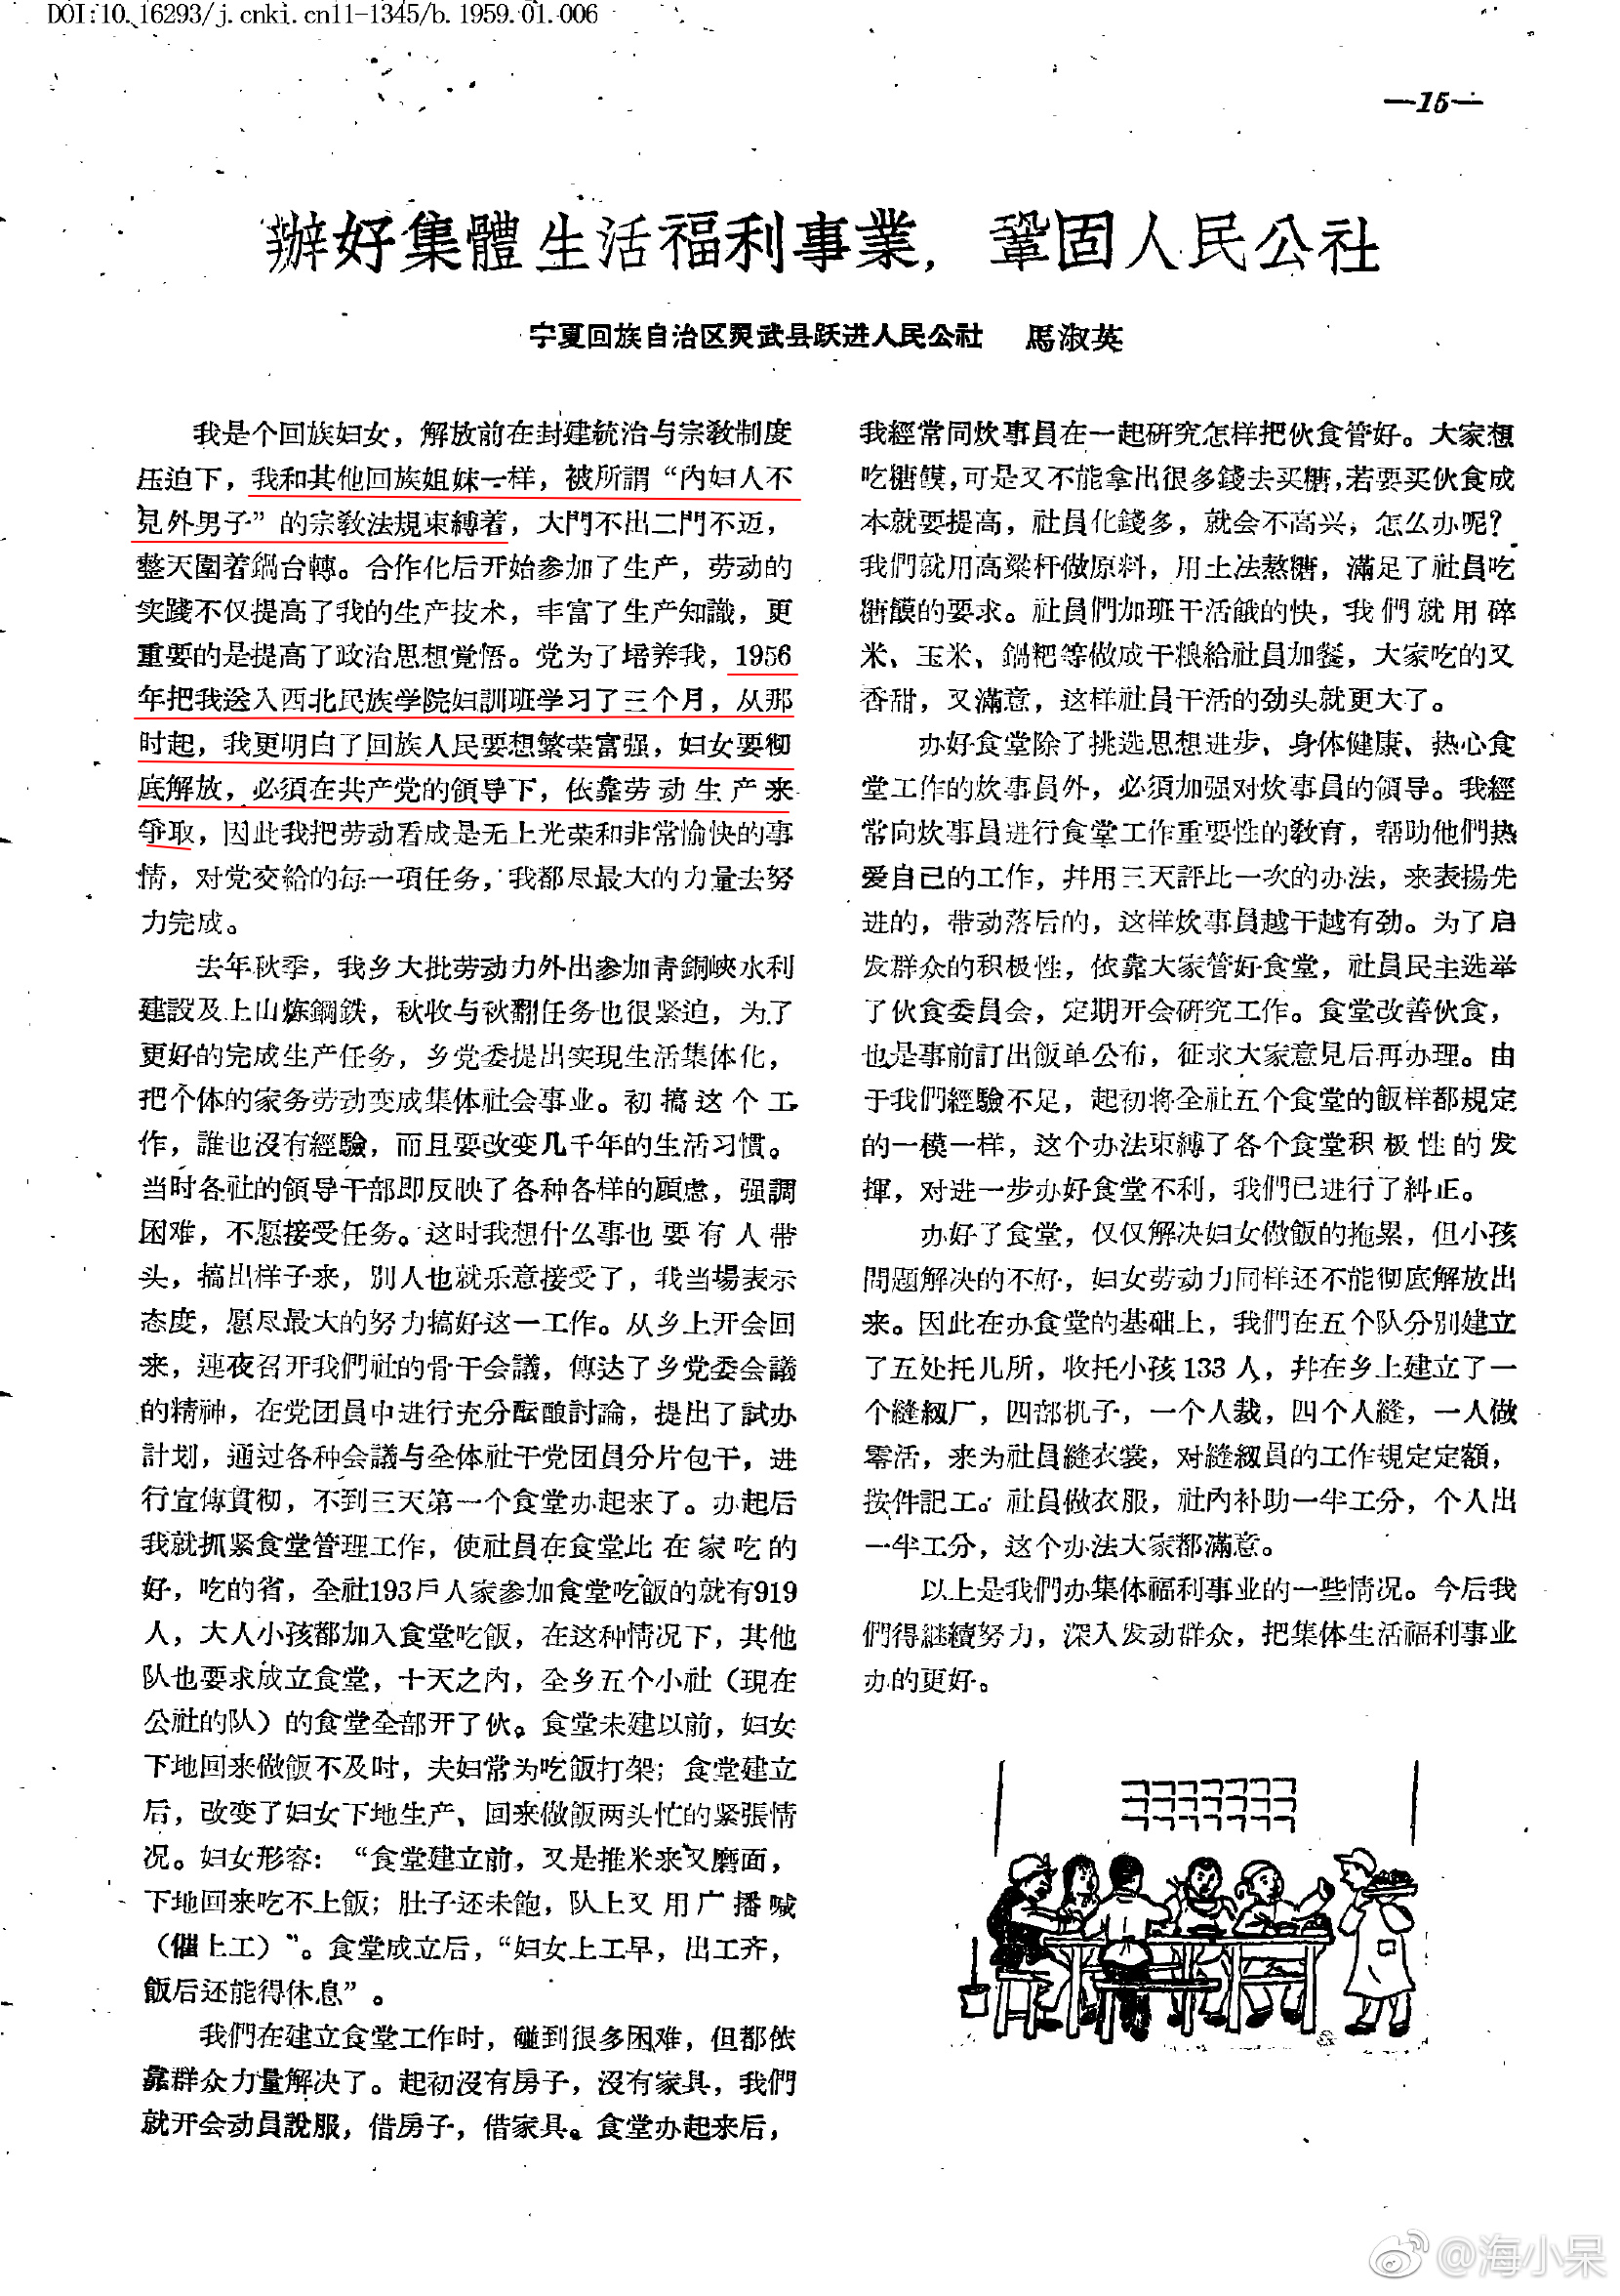 DOI:10.16293/j.cnki.cn11-1345/b.1959.01.006
—15—
辦好集體生活福利事業，鞏固人民公社
宁夏回族自治区灵武县跃进人民公社　馬淑英
我是个回族妇女，解放前在封建統治与宗教制度
压迫下，我和其他回族姐妹一样，被所謂“內妇人不
見外男子”的宗教法規束縛着，大門不出二門不迈，
整天圍着鍋台轉。合作化后开始参加了生产，劳动的
实踐不仅提高了我的生产技术，丰富了生产知識，更
重要的是提高了政治思想覚悟。党为了培养我，1956
年把我送入西北民族学院妇訓班学习了三个月，从那
时起，我更明白了回族人民要想繁荣富强，妇女要彻
底解放，必須在共产党的領导下，依靠劳动生产来
爭取，因此我把劳动看成是无上光荣和非常愉快的事
情，对党交給的每一項任务，我都尽最大的力量去努
力完成。
去年秋季，我乡大批劳动力外出参加青銅峡水利
建設及上山炼鋼鉄，秋收与秋翻任务也很紧迫，为了
更好的完成生产任务，乡党委提出实現生活集体化，
把个体的家务劳动变成集体社会事业。初搞这个工
作，誰也沒有經驗，而且要改变几千年的生活习慣。
当时各社的領导干部即反映了各种各样的顾虑，强調
困难，不愿接受任务。这时我想什么事也要有人带
头，搞出样子来，別人也就乐意接受了，我当場表示
态度，愿尽最大的努力搞好这一工作。从乡上开会回
来，連夜召开我們社的骨干会議，傳达了乡党委会議
的精神，在党团員中进行充分酝酿討論，提出了試办
計划，通过各种会議与全体社干党团員分片包干，进
行宣傳貫彻，不到三天第一个食堂办起来了。办起后
我就抓紧食堂管理工作，使社員在食堂比在家吃的
好，吃的省，全社193戶人家参加食堂吃飯的就有919
人，大人小孩都加入食堂吃飯，在这种情况下，其他
队也要求成立食堂，十天之內，全乡五个小社（現在
公社的队）的食堂全部开了伙。食堂未建以前，妇女
下地回来做飯不及时，夫妇常为吃飯打架；食堂建立
后，改变了妇女下地生产、回来做飯两头忙的紧張情
况。妇女形容：“食堂建立前，又是推米来又磨面，
下地回来吃不上飯；肚子还未飽，队上又用广播喊
（催上工）”。食堂成立后，“妇女上工早，出工齐，
飯后还能得休息”。
我們在建立食堂工作时，碰到很多困难，但都依
靠群众力量解决了。起初沒有房子，沒有家具，我們
就开会动員說服，借房子，借家具。食堂办起来后，
我經常同炊事員在一起研究怎样把伙食管好。大家想
吃糖饃，可是又不能拿出很多錢去买糖，若要买伙食成
本就要提高，社員化錢多，就会不高兴，怎么办呢？
我們就用高粱杆做原料，用土法熬糖，滿足了社員吃
糖饃的要求。社員們加班干活餓的快，我們就用碎
米、玉米、鍋粑等做成干粮給社員加餐，大家吃的又
香甜，又滿意，这样社員干活的劲头就更大了。
办好食堂除了挑选思想进步、身体健康、热心食
堂工作的炊事員外，必須加强对炊事員的領导。我經
常向炊事員进行食堂工作重要性的教育，帮助他們热
爱自己的工作，幷用三天評比一次的办法，来表揚先
进的，带动落后的，这样炊事員越干越有劲。为了启
发群众的积极性，依靠大家管好食堂，社員民主选举
了伙食委員会，定期开会研究工作。食堂改善伙食，
也是事前訂出飯单公布，征求大家意見后再办理。由
于我們經驗不足，起初将全社五个食堂的飯样都規定
的一模一样，这个办法束縛了各个食堂积极性的发
揮，对进一步办好食堂不利，我們已进行了糾正。
办好了食堂，仅仅解决妇女做飯的拖累，但小孩
問題解决的不好，妇女劳动力同样还不能彻底解放出
来。因此在办食堂的基础上，我們在五个队分別建立
了五处托儿所，收托小孩133人，幷在乡上建立了一
个縫級厂，四部机子，一个人裁，四个人縫，一人做
零活，来为社員縫衣裳，对縫級員的工作規定定額，
按件記工。社員做衣服，社內补助一半工分，个人出
一半工分，这个办法大家都滿意。
以上是我們办集体福利事业的一些情况。今后我
們得継續努力，深入发动群众，把集体生活福利事业
办的更好。
@海小呆